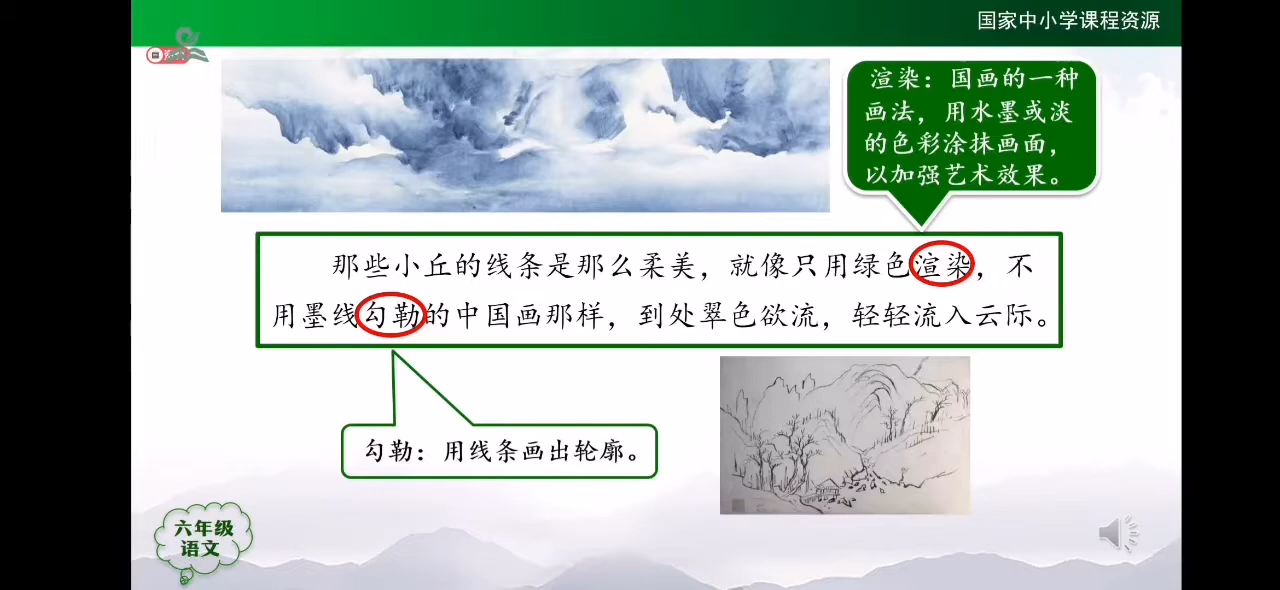 国家中小学课程资源
渲染：国画的一种
画法，用水墨或淡
的色彩涂抹画面，
以加强艺术效果。
那些小丘的线条是那么柔美，就像只用绿色渲染，不
用墨线勾勒的中国画那样，到处翠色欲流，轻轻流入云际。
勾勒：用线条画出轮廓。
六年级
语文